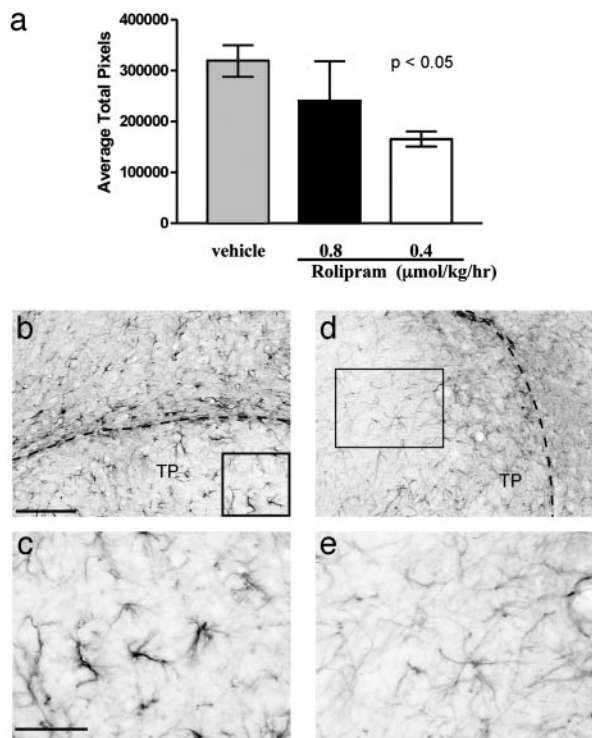 a
400000
300000
200000
100000
0
Average Total Pixels
p < 0.05
vehicle
0.8
0.4
Rolipram (μmol/kg/hr)
b
TP
d
TP
c
e